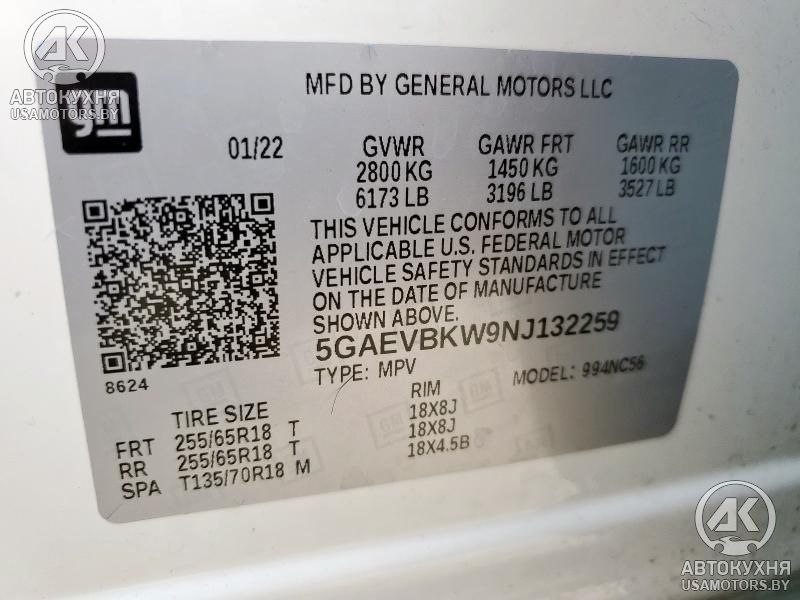 AK
АВТОКУХНЯ
USAMOTORS.BY
gm
MFD BY GENERAL MOTORS LLC
01/22 GVWR GAWR FRT GAWR RR
2800 KG 1450 KG 1600 KG
6173 LB 3196 LB 3527 LB
THIS VEHICLE CONFORMS TO ALL
APPLICABLE U.S. FEDERAL MOTOR
VEHICLE SAFETY STANDARDS IN EFFECT
ON THE DATE OF MANUFACTURE
SHOWN ABOVE.
5GAEVBKW9NJ132259
8624
TYPE: MPV MODEL: 994NC56
TIRE SIZE RIM
FRT 255/65R18 T 18X8J
RR 255/65R18 T 18X8J
SPA T135/70R18 M 18X4.5B
AK
АВТОКУХНЯ
USAMOTORS.BY